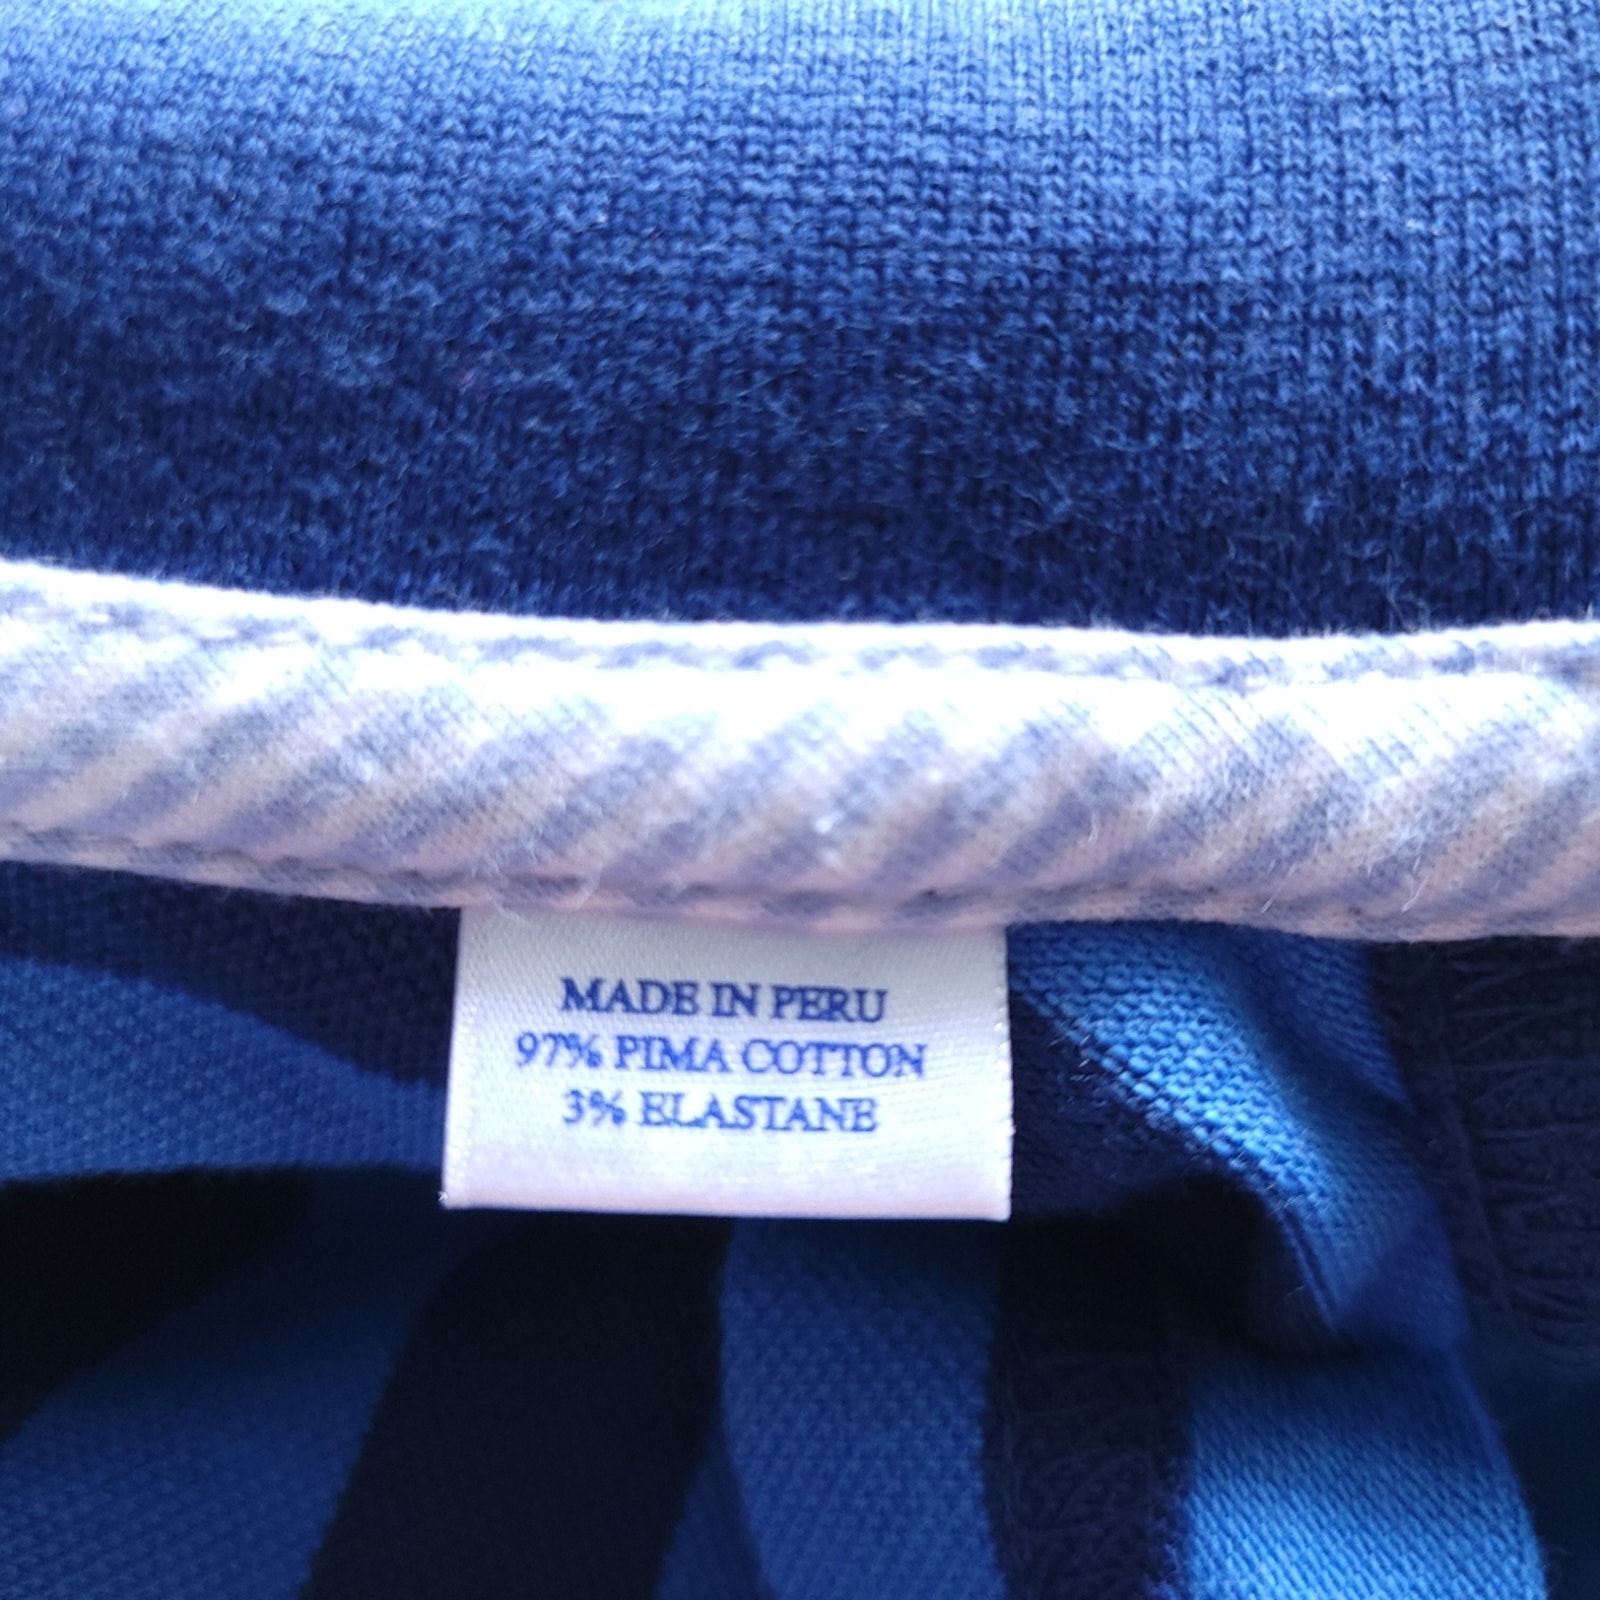 MADE IN PERU
97% PIMA COTTON
3% ELASTANE